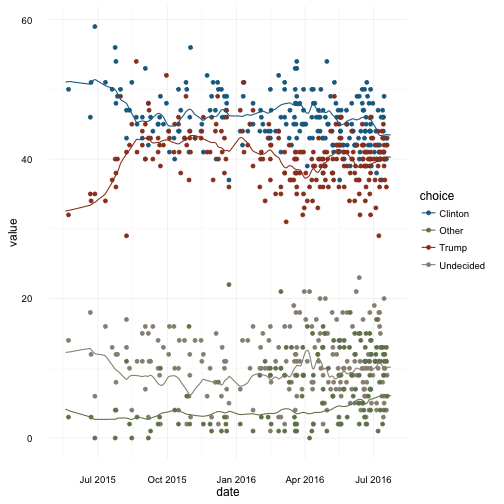 60
40
20
0
value
Jul 2015 Oct 2015 Jan 2016 Apr 2016 Jul 2016
date
choice
Clinton
Other
Trump
Undecided